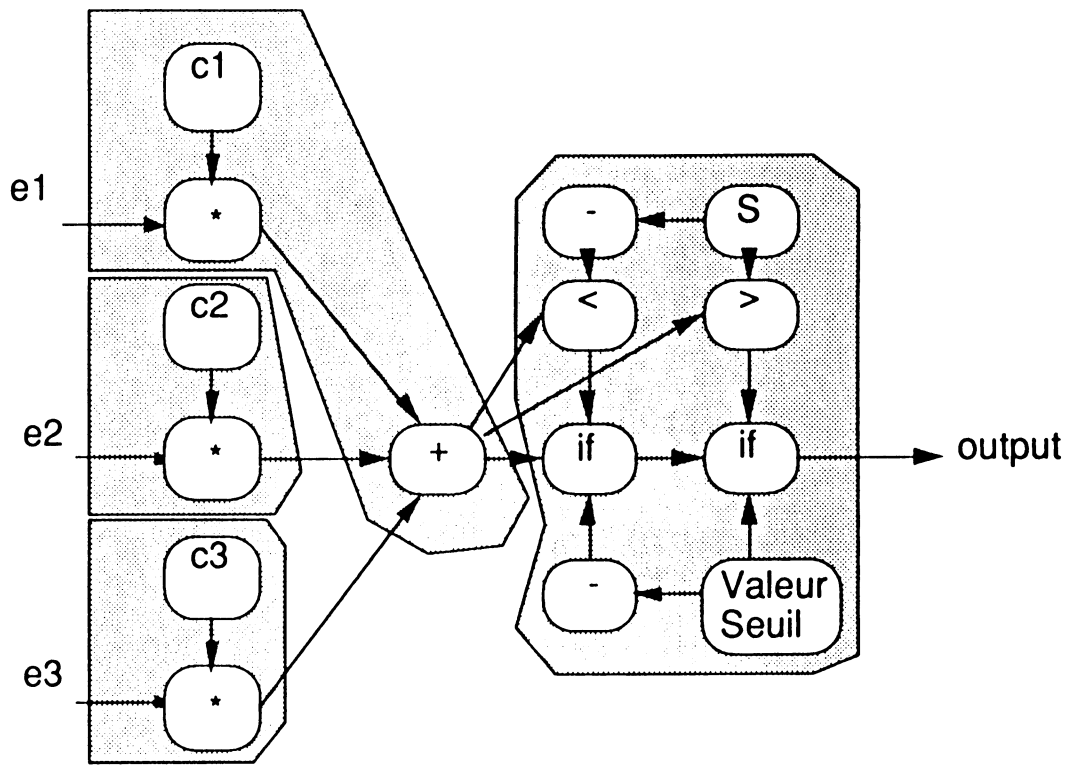 c1
e1
*
- S
c2
< >
e2
*
+
if if
output
c3
- Valeur
Seuil
e3
*